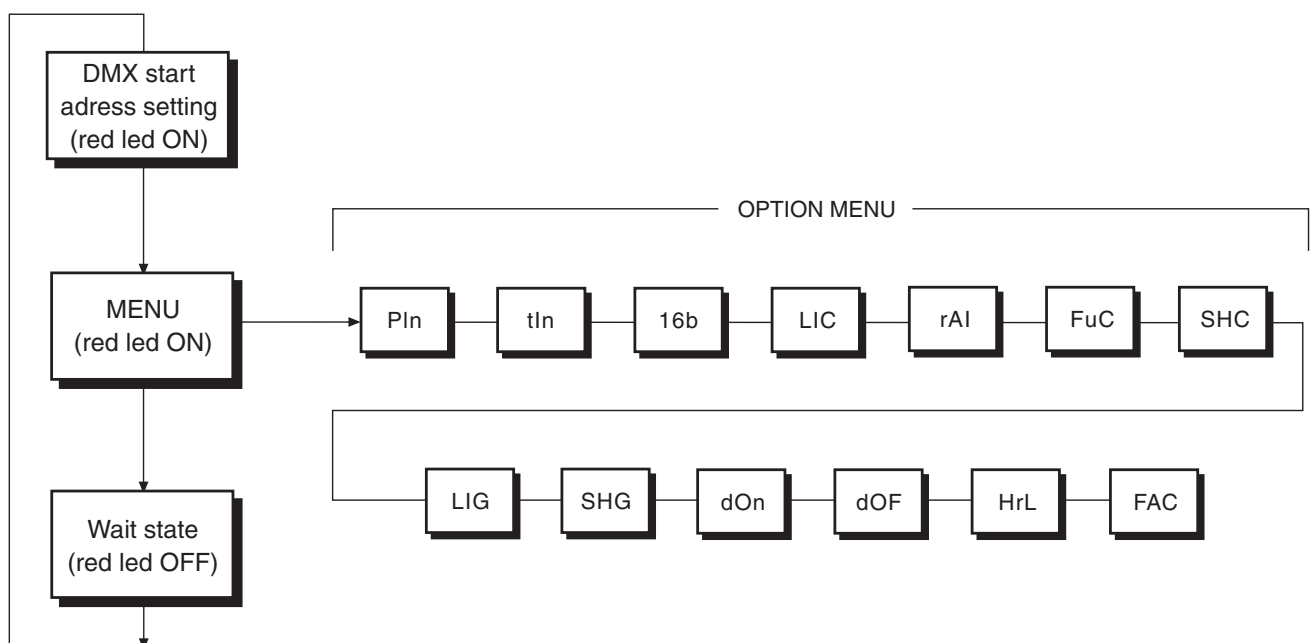 DMX start
adress setting
(red led ON)
OPTION MENU
MENU
(red led ON)
PIn
tIn
16b
LIC
rAI
FuC
SHC
LIG
SHG
dOn
dOF
HrL
FAC
Wait state
(red led OFF)